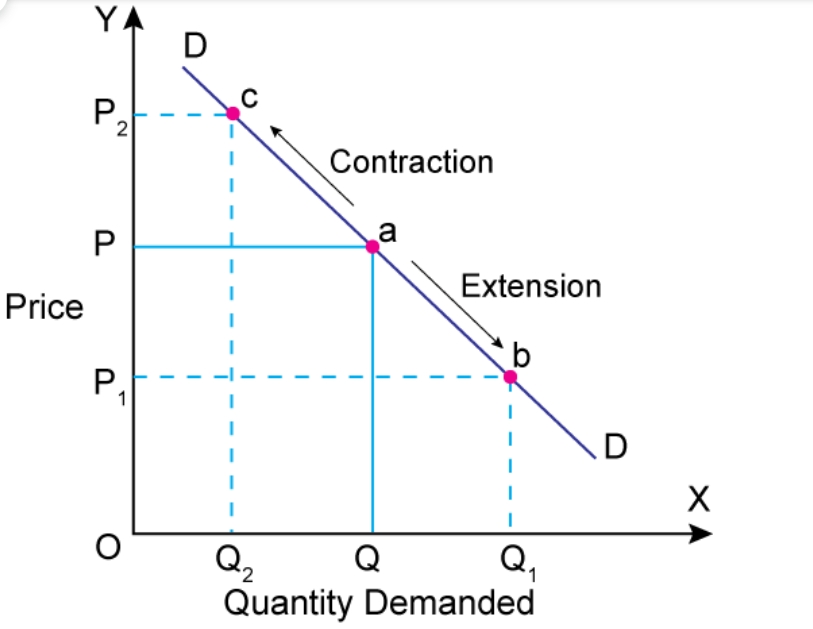 Y
D
P₂
c
Contraction
P
a
Price
Extension
P₁
b
D
X
O
Q₂
Q
Q₁
Quantity Demanded